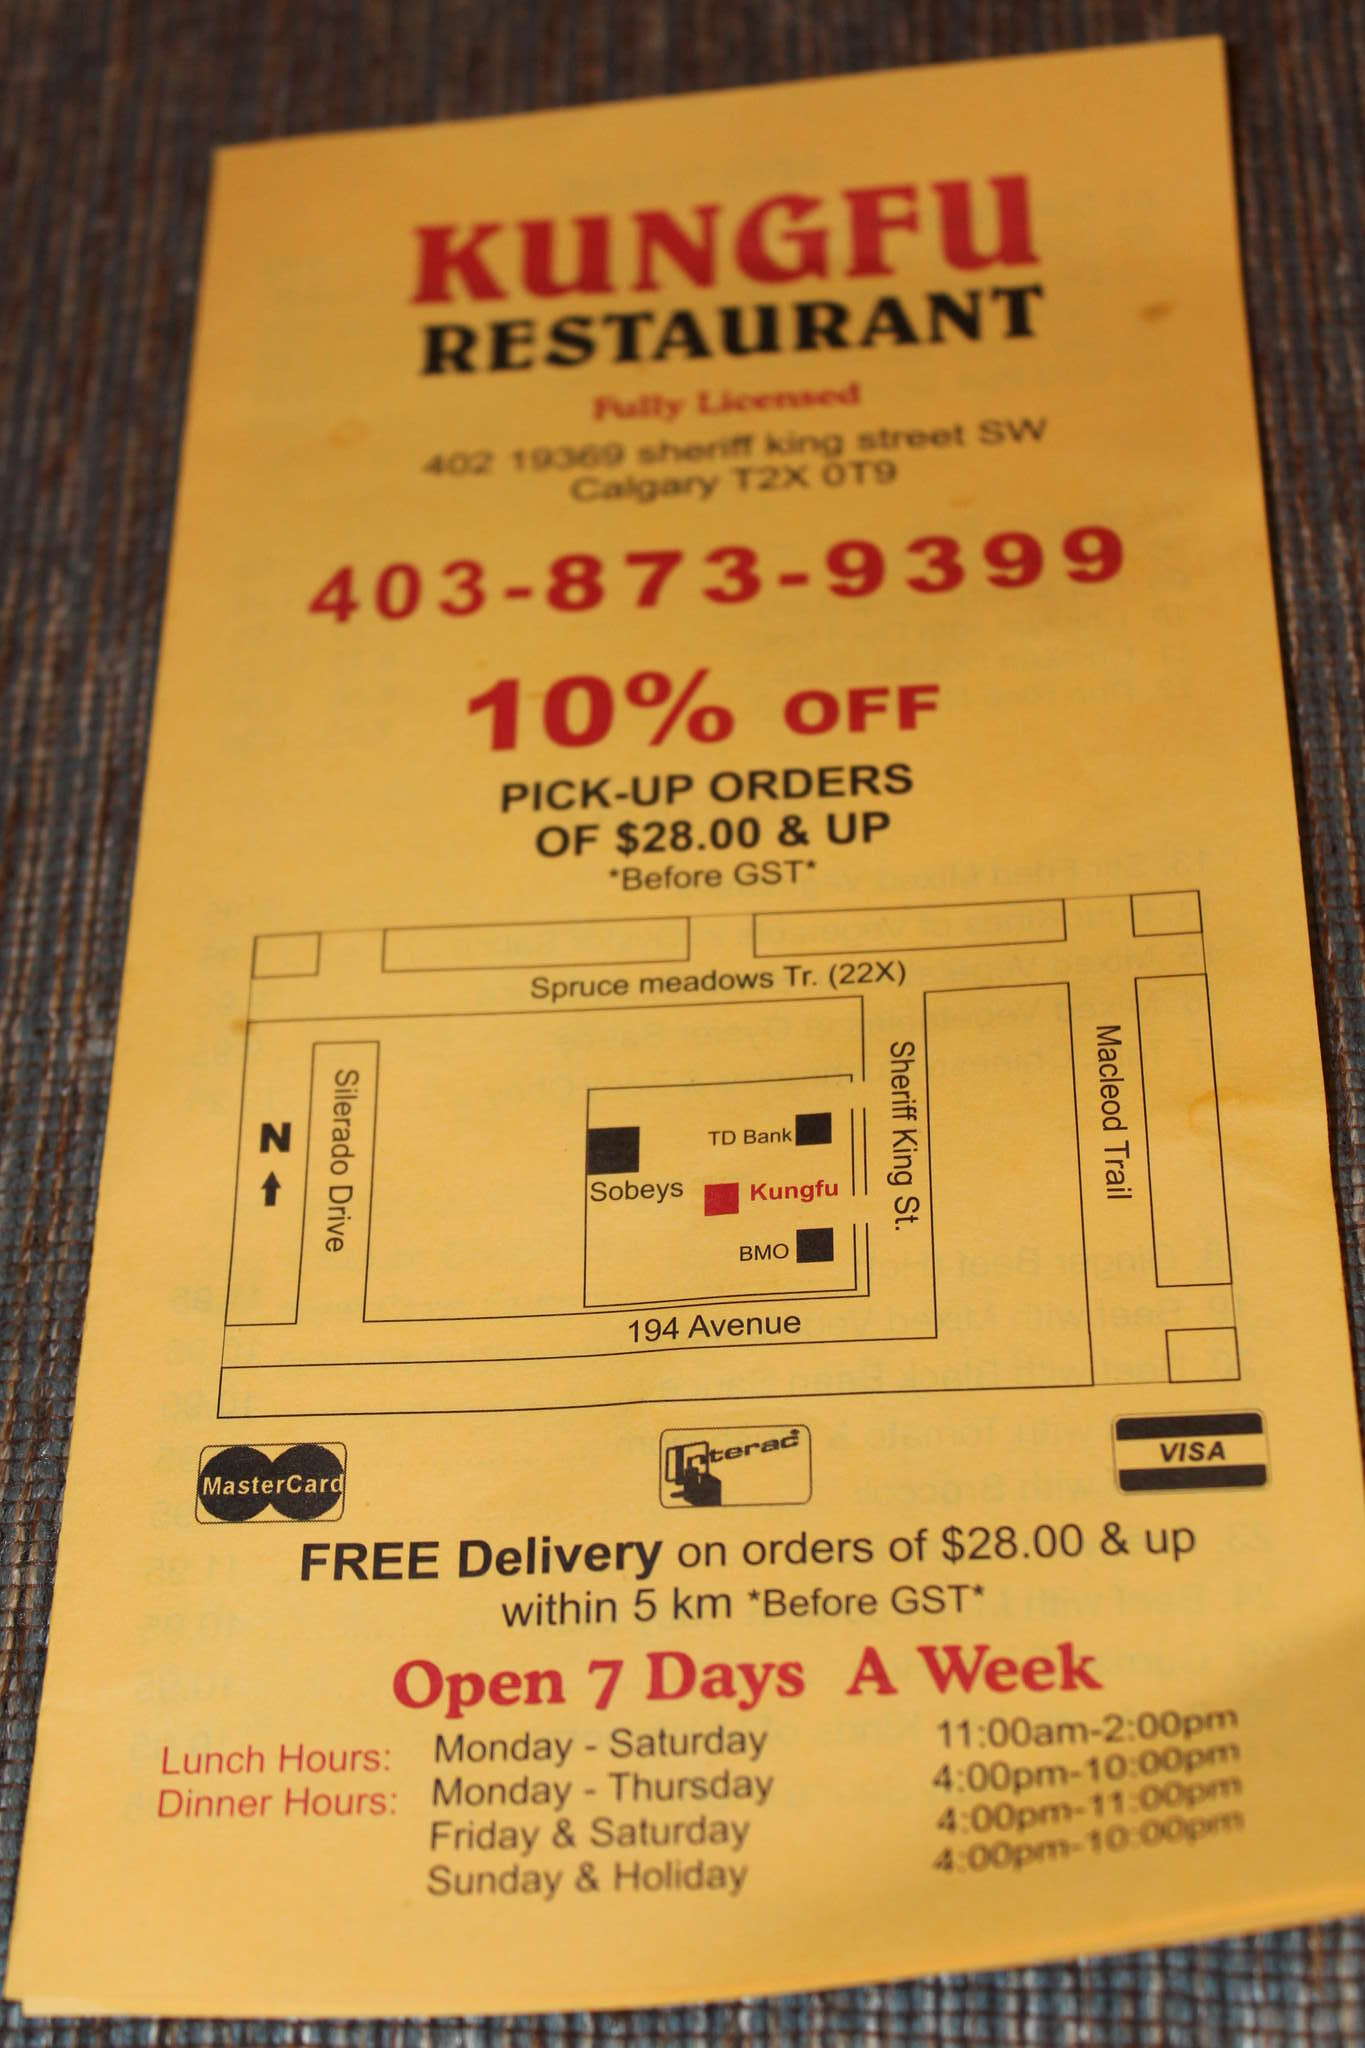 KUNGFU
RESTAURANT
Fully Licensed
402 19369 sheriff king street SW
Calgary T2X 0T9
403-873-9399
10% OFF
PICK-UP ORDERS
OF $28.00 & UP
*Before GST*
Spruce meadows Tr. (22X)
N
Silerado Drive
Sobeys
TD Bank
Kungfu
BMO
Sheriff King St.
Macleod Trail
194 Avenue
MasterCard
Interac
VISA
FREE Delivery on orders of $28.00 & up
within 5 km *Before GST*
Open 7 Days A Week
Lunch Hours: Monday - Saturday 11:00am-2:00pm
Dinner Hours: Monday - Thursday 4:00pm-10:00pm
Friday & Saturday 4:00pm-11:00pm
Sunday & Holiday 4:00pm-10:00pm